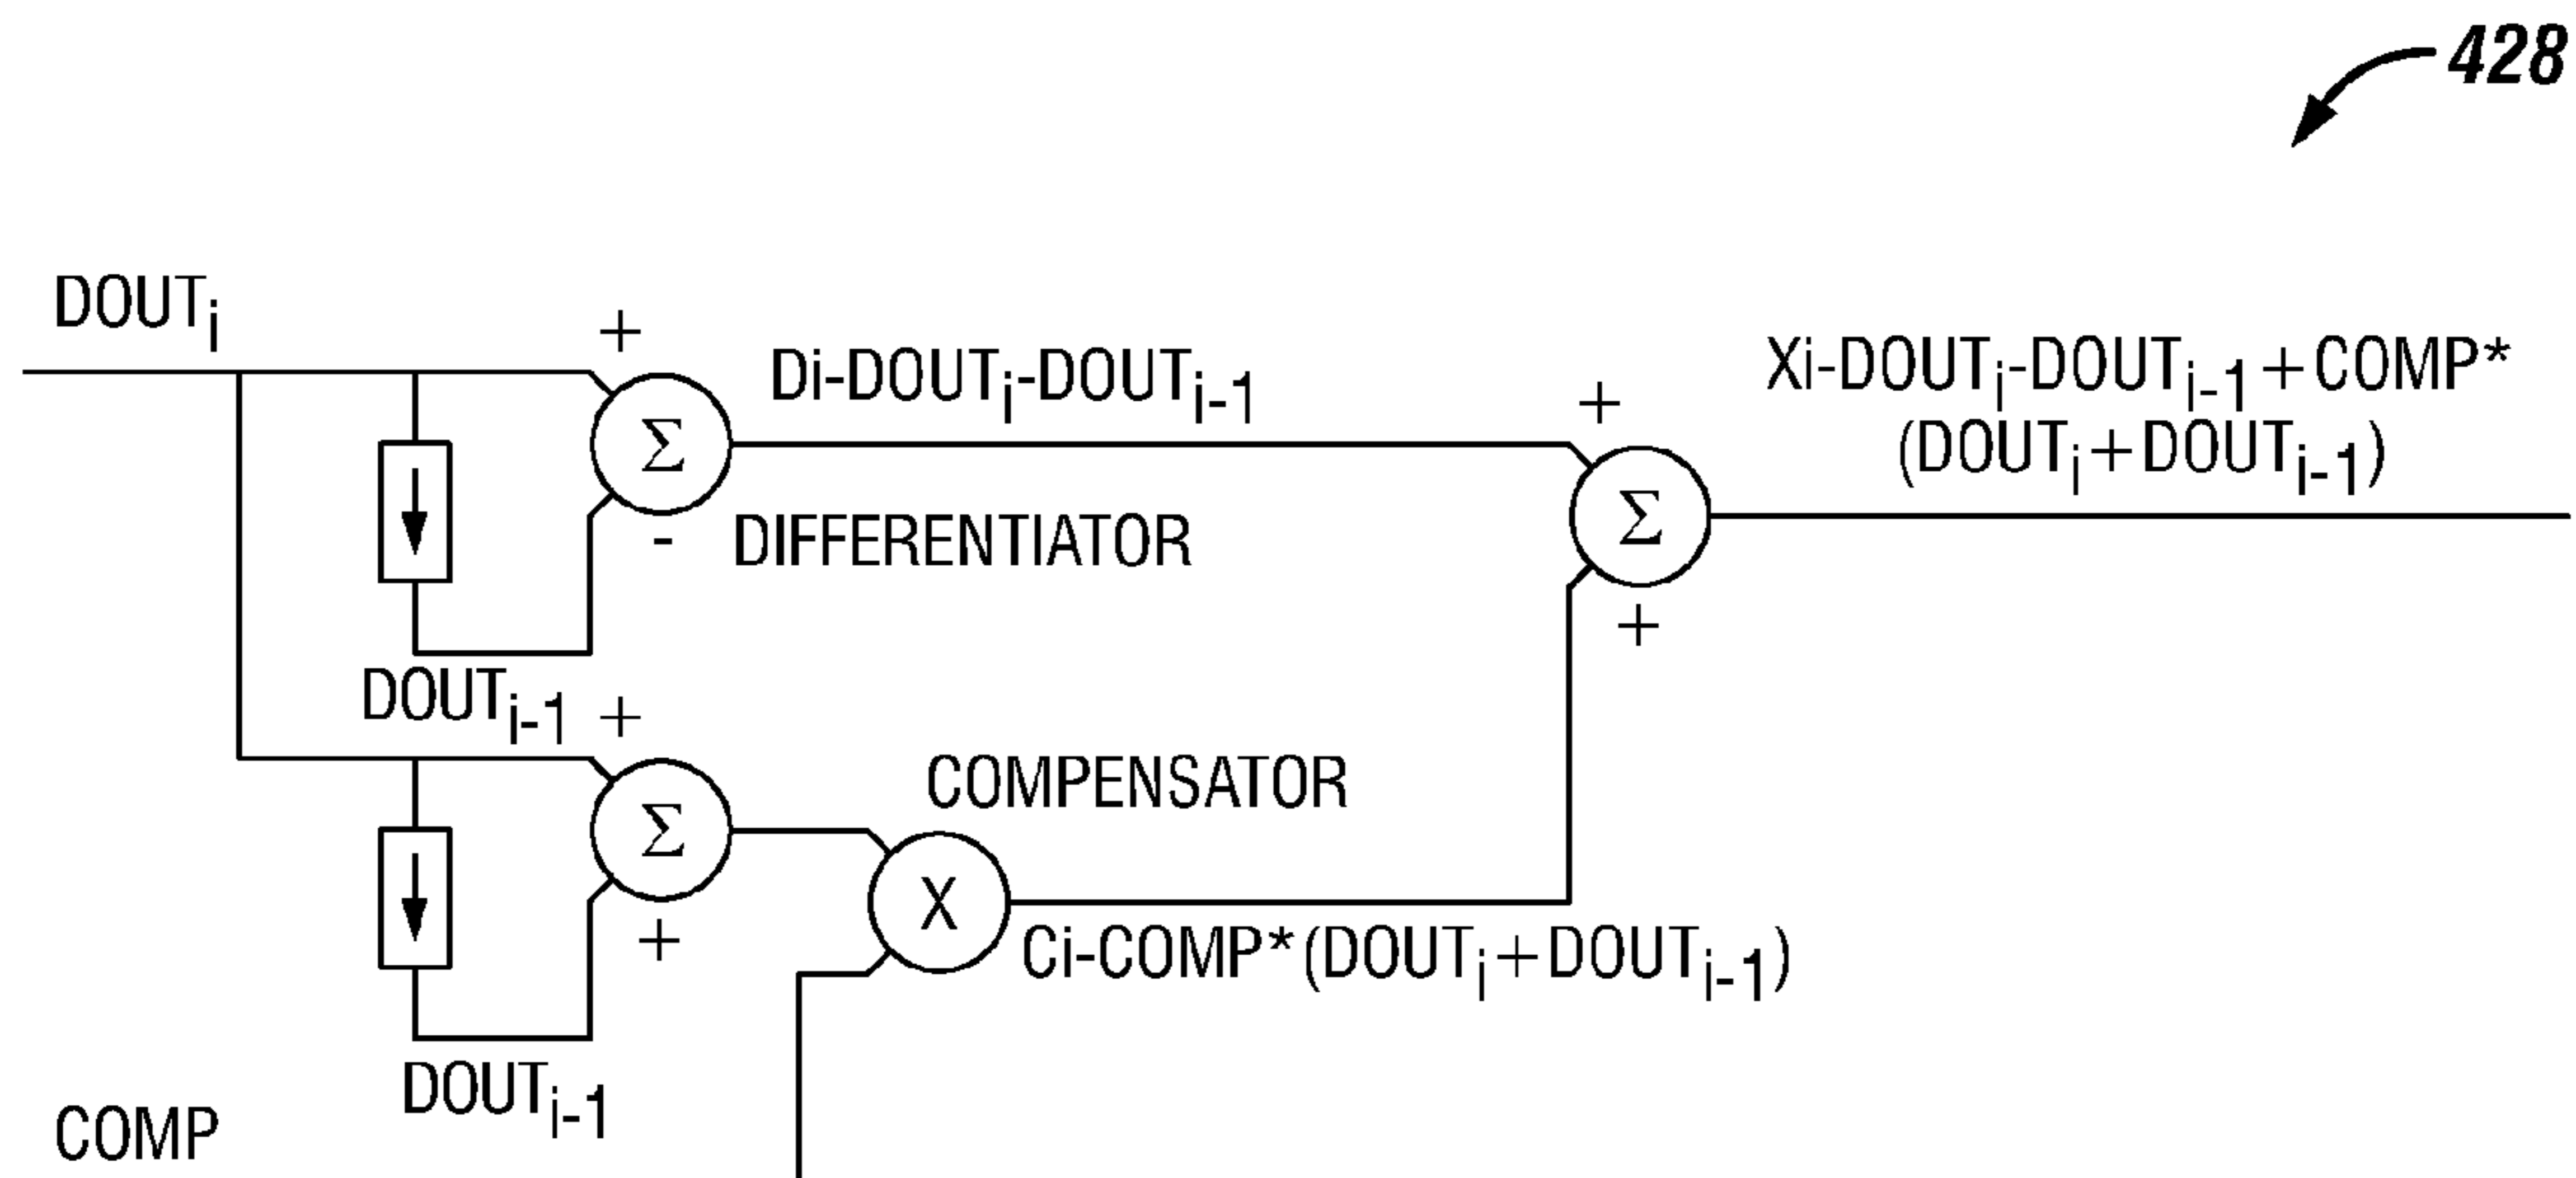 428
DOUTi
+
Di-DOUTi-DOUTi-1
Xi-DOUTi-DOUTi-1+COMP*
(DOUTi+DOUTi-1)
+
Σ
-
DIFFERENTIATOR
Σ
+
DOUTi-1
+
COMPENSATOR
Σ
+
X
Ci-COMP*(DOUTi+DOUTi-1)
DOUTi-1
COMP